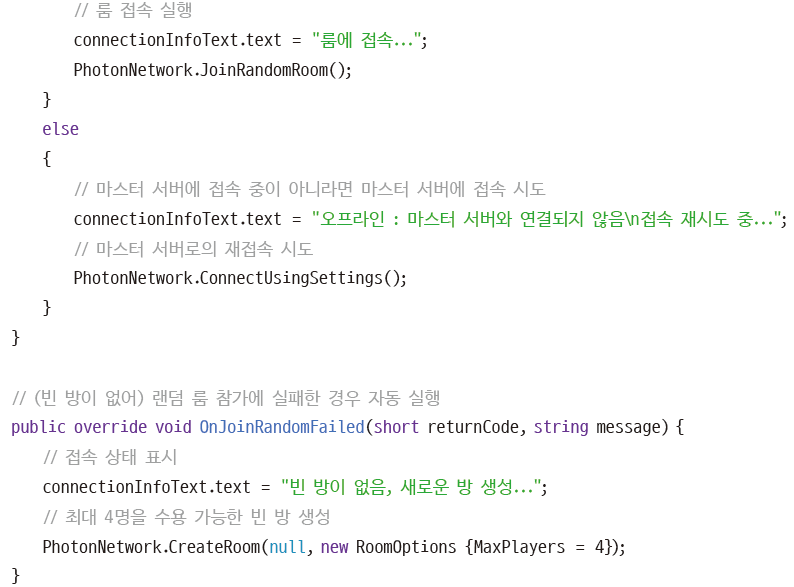 // 룸 접속 실행
connectionInfoText.text = "룸에 접속...";
PhotonNetwork.JoinRandomRoom();
}
else
{
// 마스터 서버에 접속 중이 아니라면 마스터 서버에 접속 시도
connectionInfoText.text = "오프라인 : 마스터 서버와 연결되지 않음\n접속 재시도 중...";
// 마스터 서버로의 재접속 시도
PhotonNetwork.ConnectUsingSettings();
}
}
// (빈 방이 없어) 랜덤 룸 참가에 실패한 경우 자동 실행
public override void OnJoinRandomFailed(short returnCode, string message) {
// 접속 상태 표시
connectionInfoText.text = "빈 방이 없음, 새로운 방 생성...";
// 최대 4명을 수용 가능한 빈 방 생성
PhotonNetwork.CreateRoom(null, new RoomOptions {MaxPlayers = 4});
}